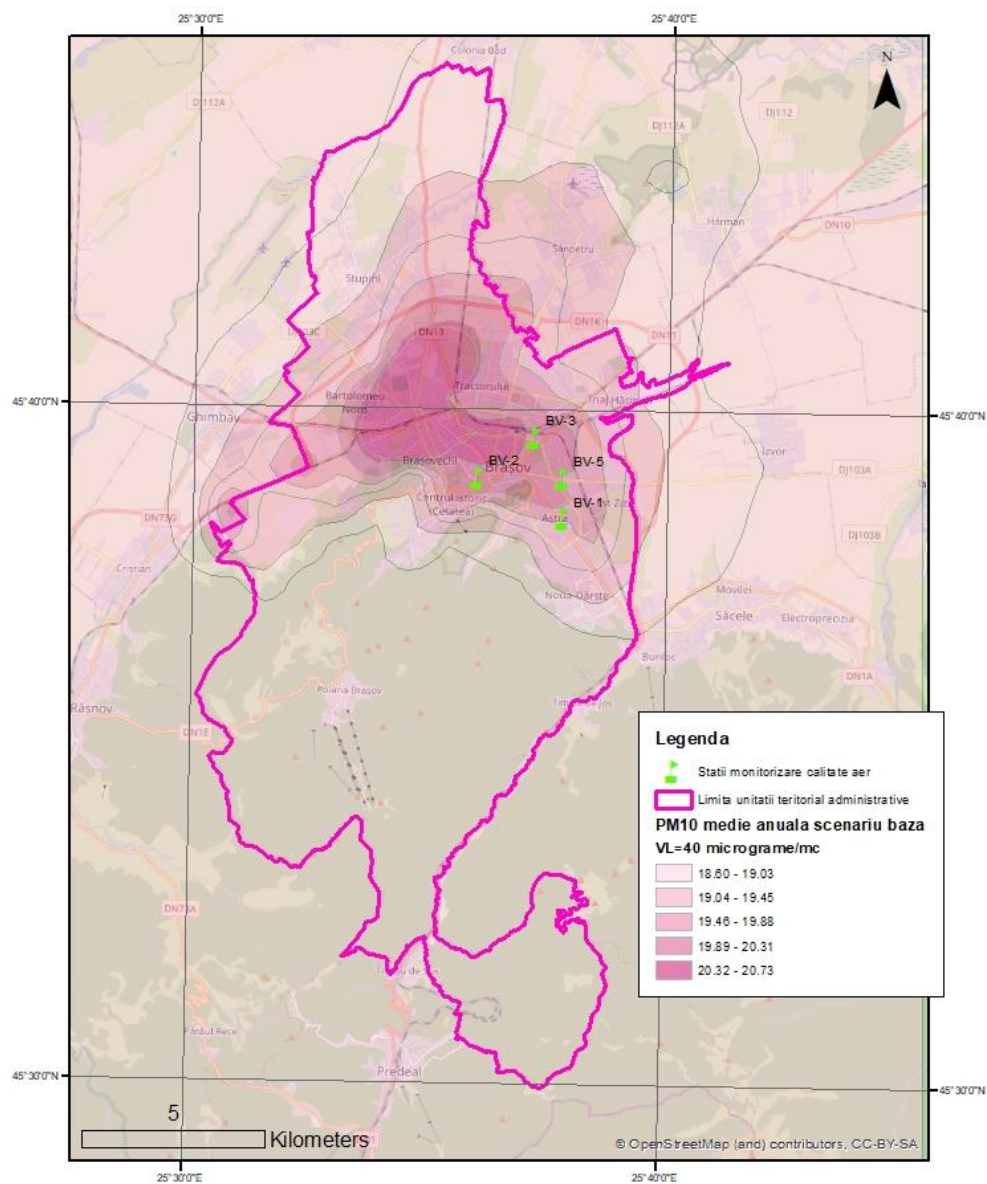 25°30'0"E
25°40'0"E
Colonia Bod
N
DJ112A
DJ112
DJ112A
Hărman
DN10
Sânpetru
Stupini
DN1K
DN11
DN13
Tractorului
Bartolomeu
Nord
45°40'0"N
45°40'0"N
Ghimbav
BV-3
Izvor
Brașovechi
BV-2
Brașov
BV-5
DJ103A
Centrul istoric
(Cetatea)
BV-1
Astra
DN73G
DJ103B
Cristian
Noua-Dârste
Movilei
Săcele
Electroprecizia
Bunloc
DN1A
Poiana Brașov
Râșnov
DN1E
Legenda
Statii monitorizare calitate aer
Limita unitatii teritorial administrative
PM10 medie anuala scenariu baza
VL=40 micrograme/mc
18.60 - 19.03
19.04 - 19.45
19.46 - 19.88
19.89 - 20.31
20.32 - 20.73
DN73A
Pârâul Rece
Predeal
45°30'0"N
45°30'0"N
5
Kilometers
© OpenStreetMap (and) contributors, CC-BY-SA
25°30'0"E
25°40'0"E